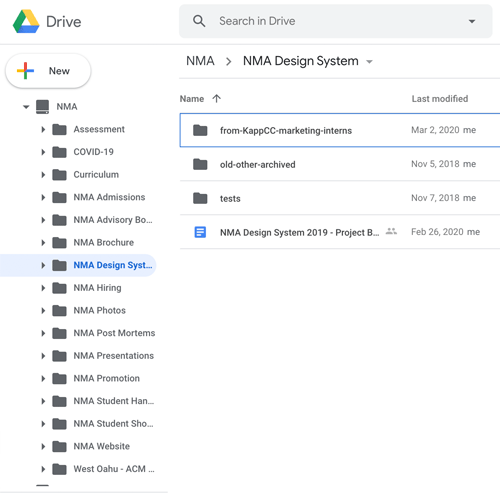 Drive
Search in Drive
New
NMA
Assessment
COVID-19
Curriculum
NMA Admissions
NMA Advisory Bo...
NMA Brochure
NMA Design Syst...
NMA Hiring
NMA Photos
NMA Post Mortems
NMA Presentations
NMA Promotion
NMA Student Han...
NMA Student Sho...
NMA Website
West Oahu - ACM ...
NMA > NMA Design System
Name Last modified
from-KappCC-marketing-interns Mar 2, 2020 me
old-other-archived Nov 5, 2018 me
tests Nov 7, 2018 me
NMA Design System 2019 - Project B... Feb 26, 2020 me